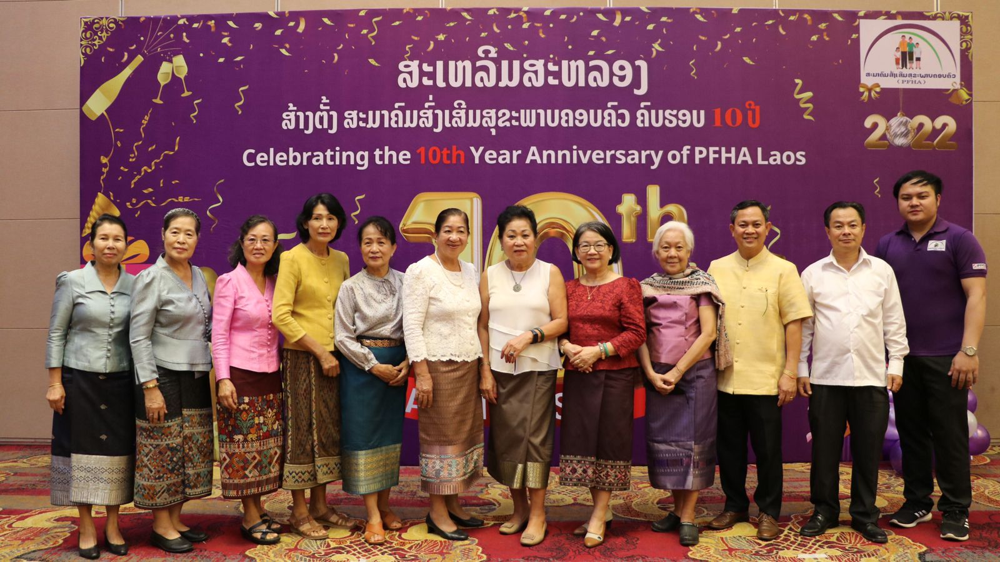 ສະເຫລີມສະຫລອງ
ສ້າງຕັ້ງ ສະມາຄົມສົ່ງເສີມສຸຂະພາບຄອບຄົວ ຄົບຮອບ 10 ປີ
Celebrating the 10th Year Anniversary of PFHA Laos
10th
ສະມາຄົມສົ່ງເສີມສຸຂະພາບຄອບຄົວ
(PFHA)
2022